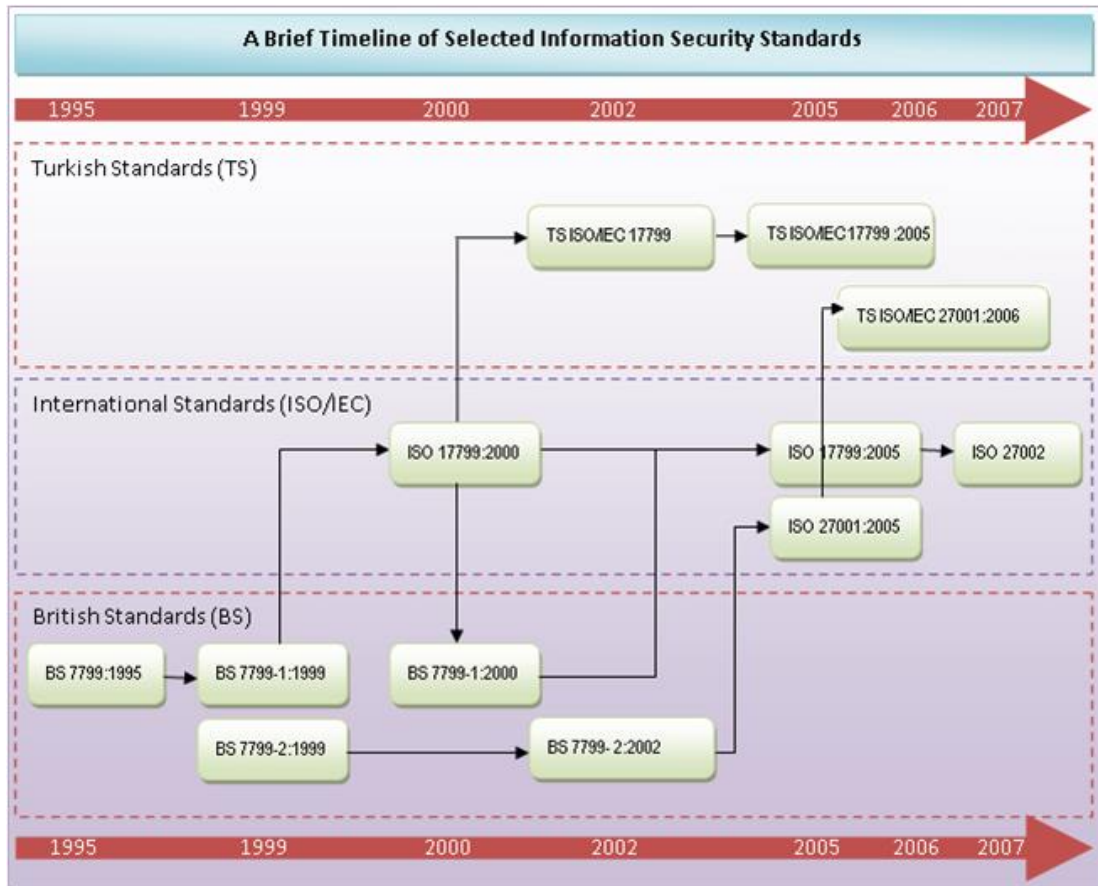 A Brief Timeline of Selected Information Security Standards
1995 1999 2000 2002 2005 2006 2007
Turkish Standards (TS)
TS ISO/IEC 17799
TS ISO/IEC 17799 :2005
TS ISO/IEC 27001:2006
International Standards (ISO/IEC)
ISO 17799:2000
ISO 17799:2005
ISO 27002
ISO 27001:2005
British Standards (BS)
BS 7799:1995
BS 7799-1:1999
BS 7799-1:2000
BS 7799-2:1999
BS 7799- 2:2002
1995 1999 2000 2002 2005 2006 2007